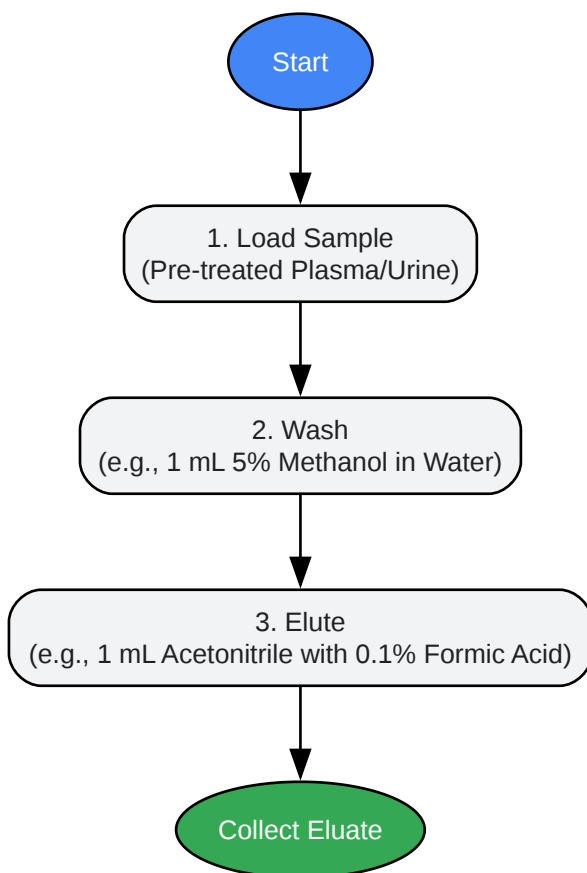 Start
1. Load Sample
(Pre-treated Plasma/Urine)
2. Wash
(e.g., 1 mL 5% Methanol in Water)
3. Elute
(e.g., 1 mL Acetonitrile with 0.1% Formic Acid)
Collect Eluate